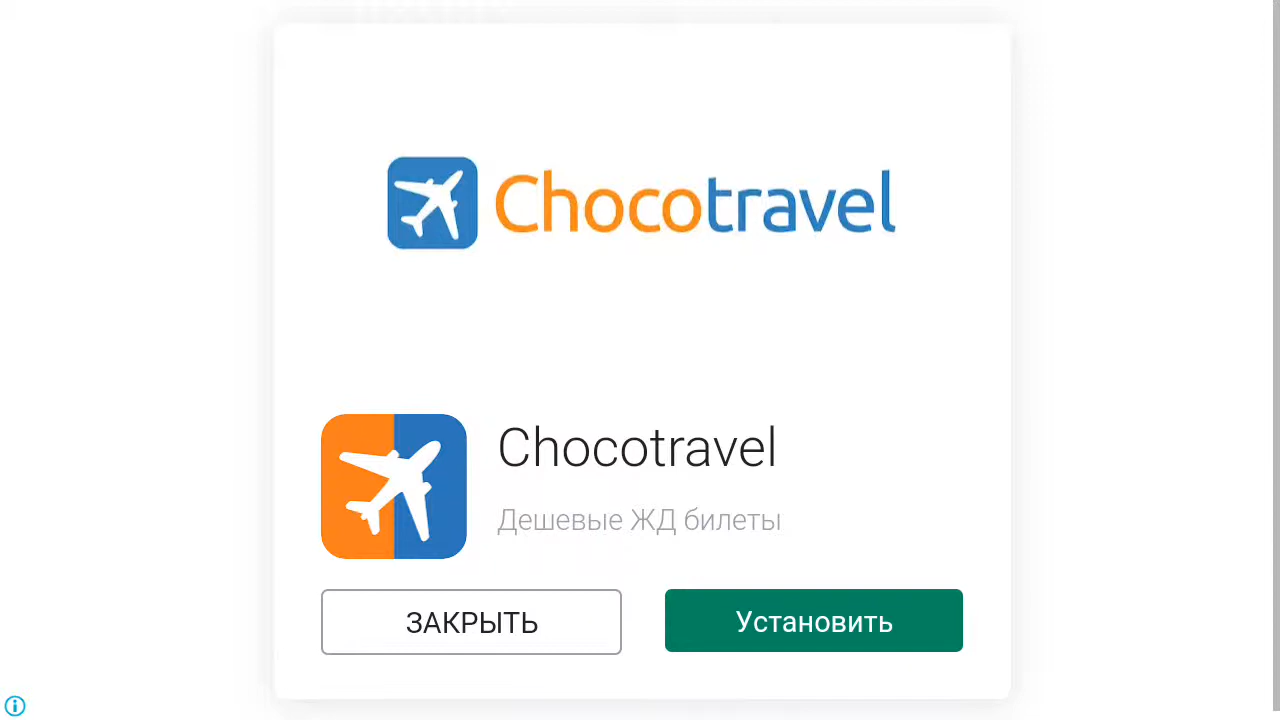 Chocotravel
Chocotravel
Дешевые ЖД билеты
ЗАКРЫТЬ
Установить